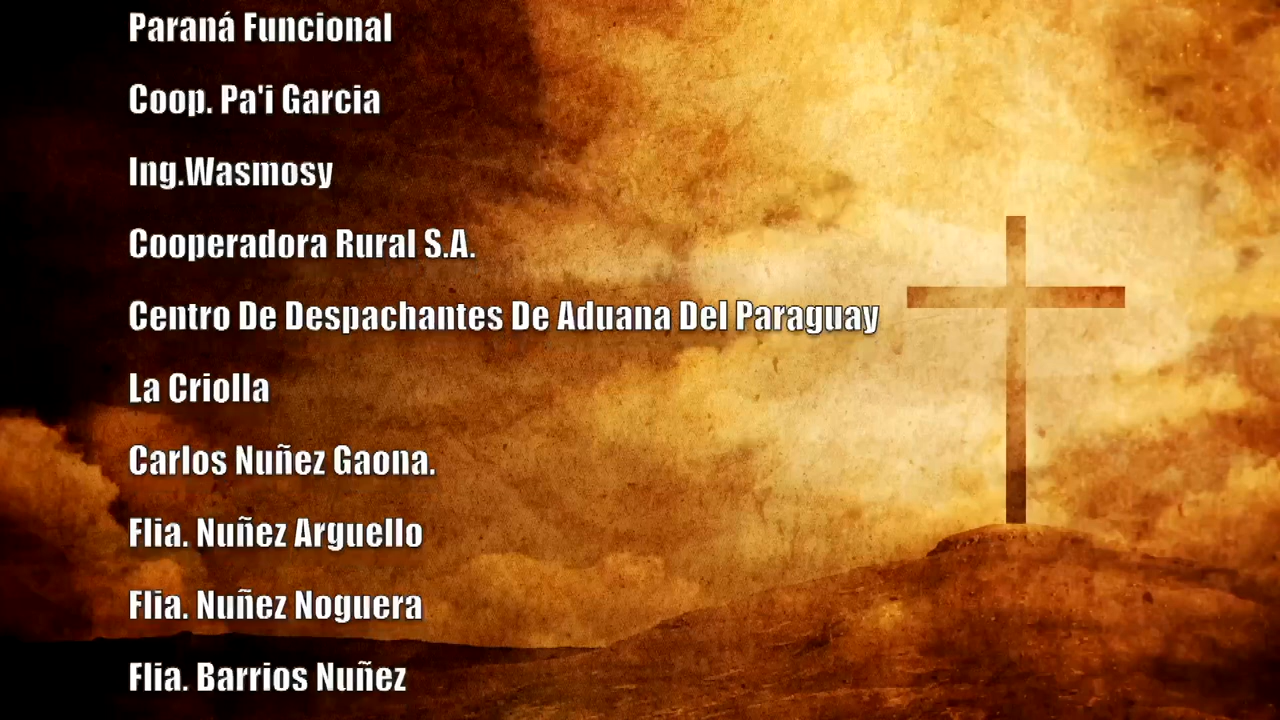 Paraná Funcional
Coop. Pa'i Garcia
Ing.Wasmosy
Cooperadora Rural S.A.
Centro De Despachantes De Aduana Del Paraguay
La Criolla
Carlos Nuñez Gaona.
Flia. Nuñez Arguello
Flia. Nuñez Noguera
Flia. Barrios Nuñez